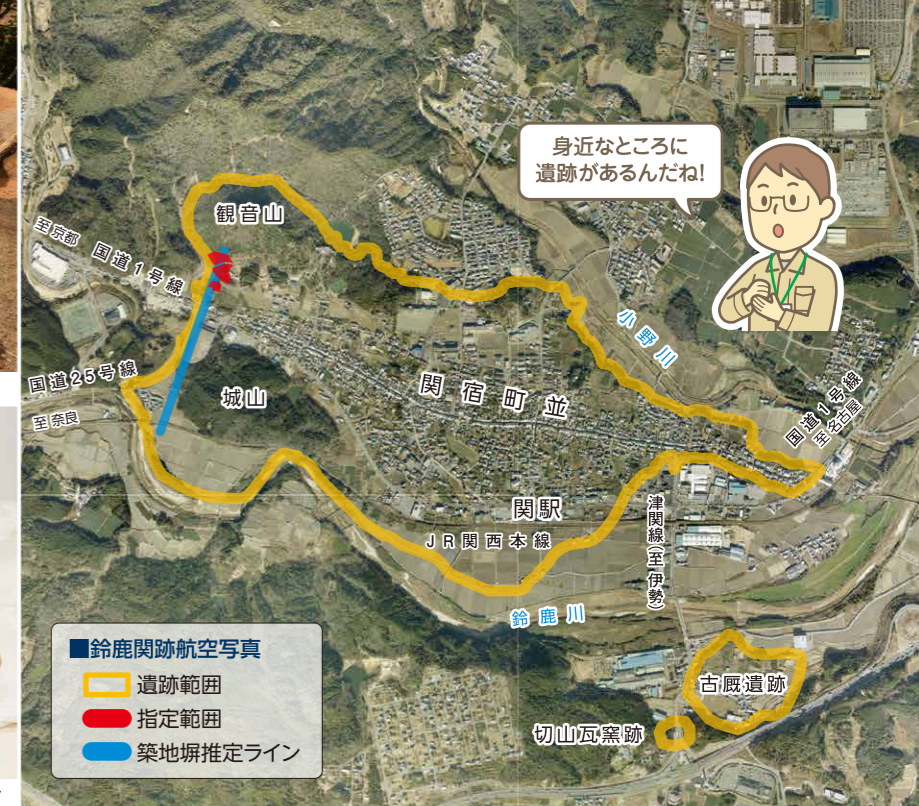 身近なところに
遺跡があるんだね!
観音山
至京都 国道1号線
小野川
国道25号線
至奈良
城山
関宿町並
国道1号線
至名古屋
関駅
JR関西本線
津関線(至伊勢)
鈴鹿川
古厩遺跡
切山瓦窯跡
■鈴鹿関跡航空写真
遺跡範囲
指定範囲
築地塀推定ライン